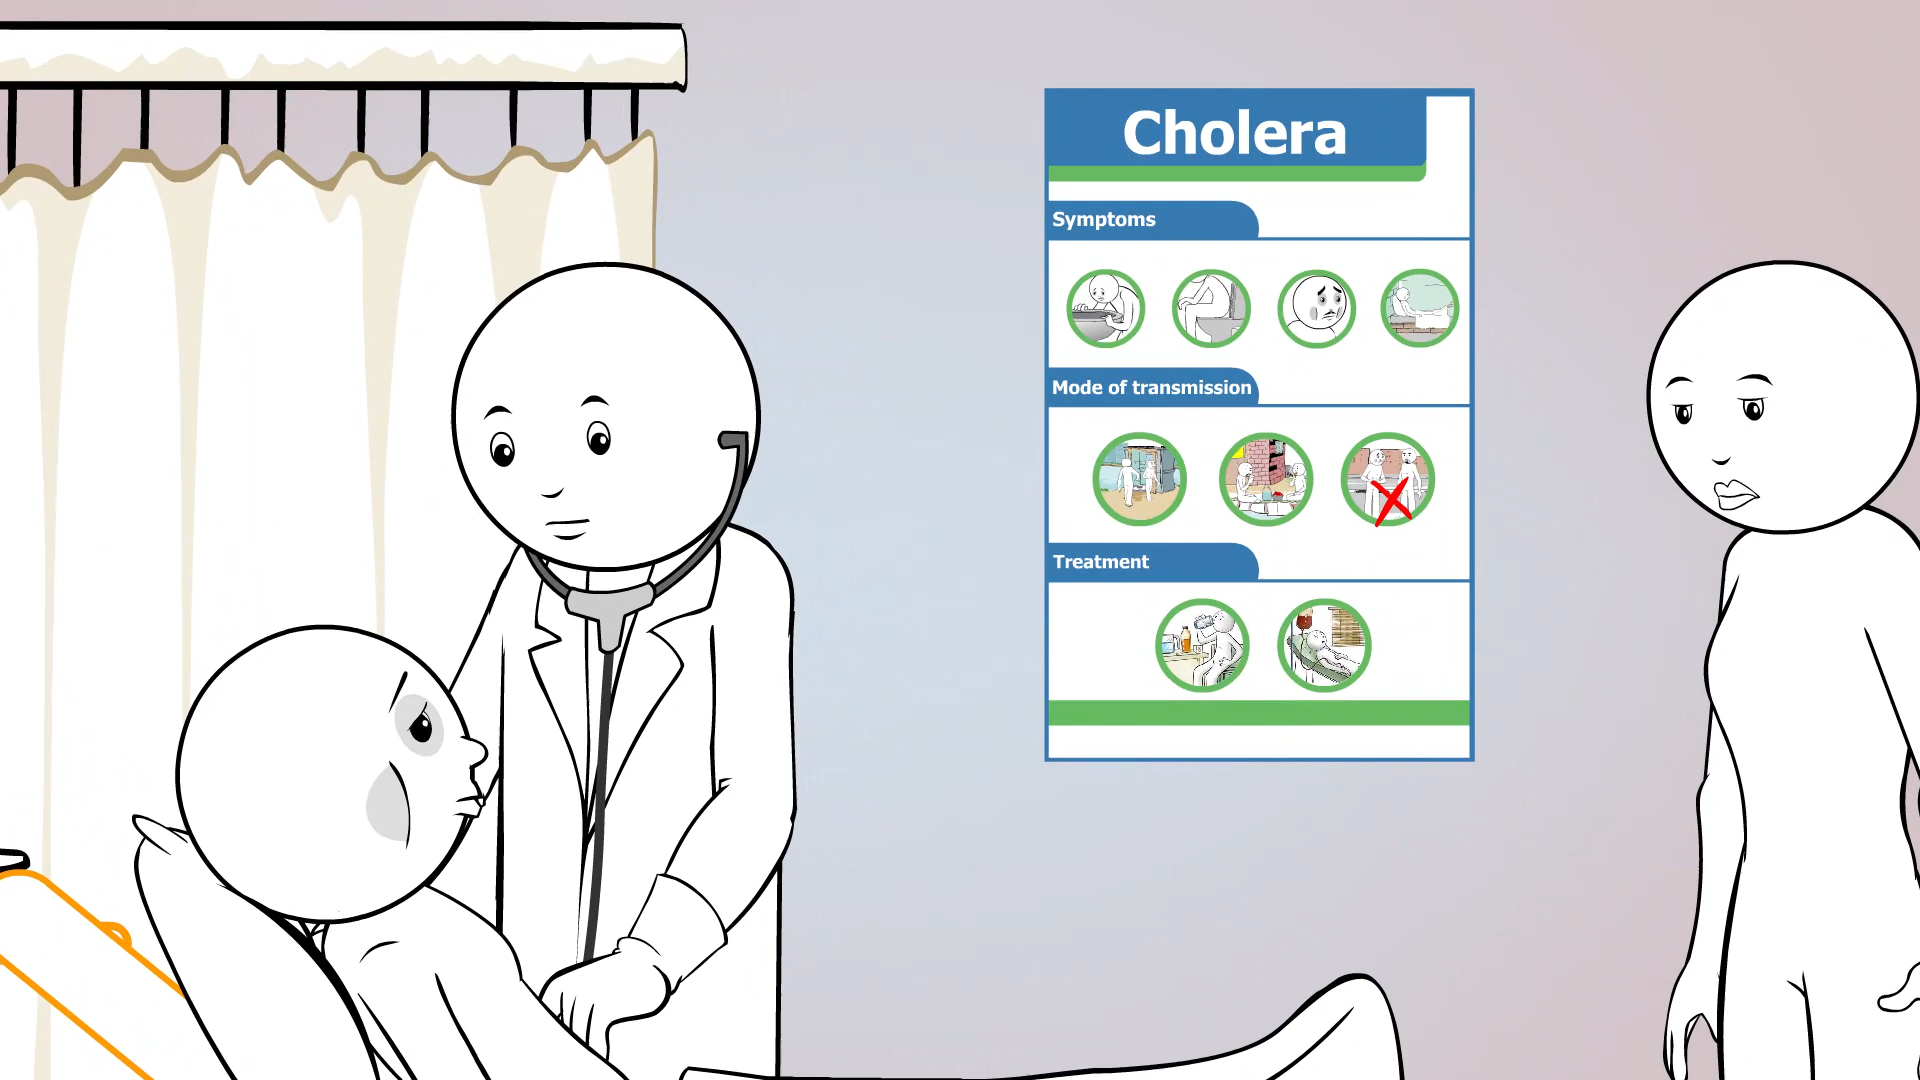 Cholera
Symptoms
Mode of transmission
Treatment